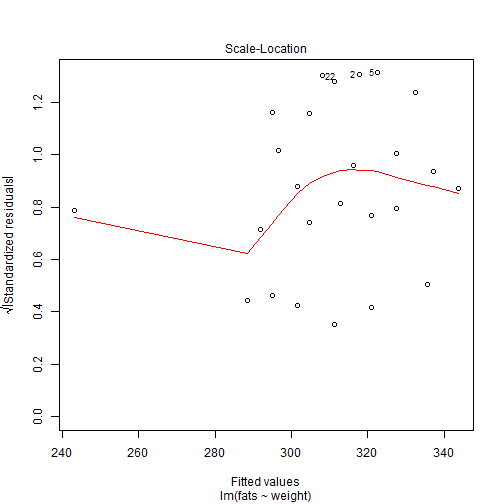 Scale-Location
√|Standardized residuals|
0.0 0.2 0.4 0.6 0.8 1.0 1.2
22 2 5
240 260 280 300 320 340
Fitted values
lm(fats ~ weight)